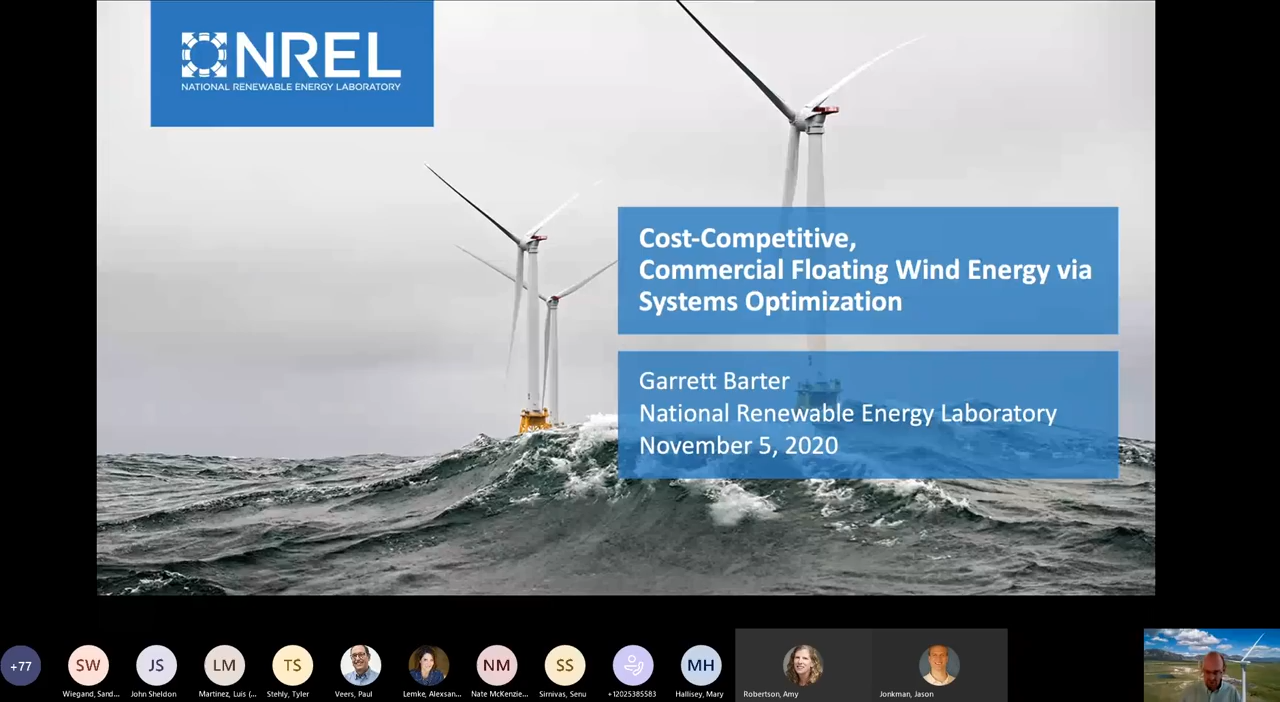 NREL
NATIONAL RENEWABLE ENERGY LABORATORY
Cost-Competitive,
Commercial Floating Wind Energy via
Systems Optimization
Garrett Barter
National Renewable Energy Laboratory
November 5, 2020
+77
SW
JS
LM
TS
NM
SS
MH
Wiegand, Sand...
John Sheldon
Martinez, Luis (...
Stehly, Tyler
Veers, Paul
Lemke, Alexsan...
Nate McKenzie...
Sirnivas, Senu
+12025385583
Hallisey, Mary
Robertson, Amy
Jonkman, Jason